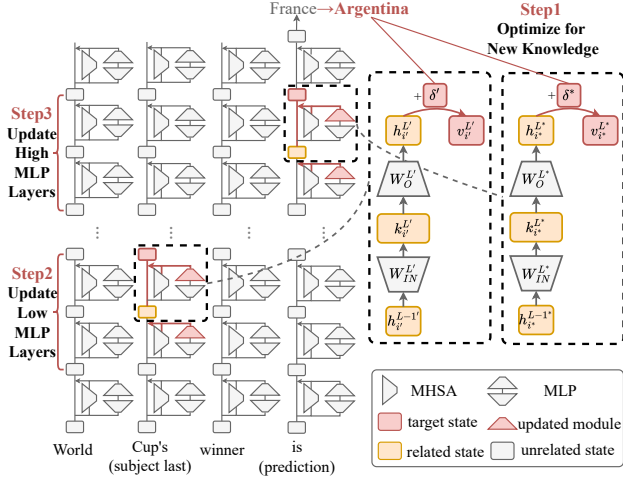 France→Argentina
Step1
Optimize for
New Knowledge
Step3
Update
High
MLP
Layers
Step2
Update
Low
MLP
Layers
+ δ′
h_{i′}^{L′}
v_{i′}^{L′}
W_O^{L′}
k_{i′}^{L′}
W_{IN}^{L′}
h_{i′}^{L-1′}
+ δ*
h_{i*}^{L*}
v_{i*}^{L*}
W_O^{L*}
k_{i*}^{L*}
W_{IN}^{L*}
h_{i*}^{L-1*}
... ... ... ...
World
Cup's
(subject last)
winner
is
(prediction)
MHSA
MLP
target state
updated module
related state
unrelated state